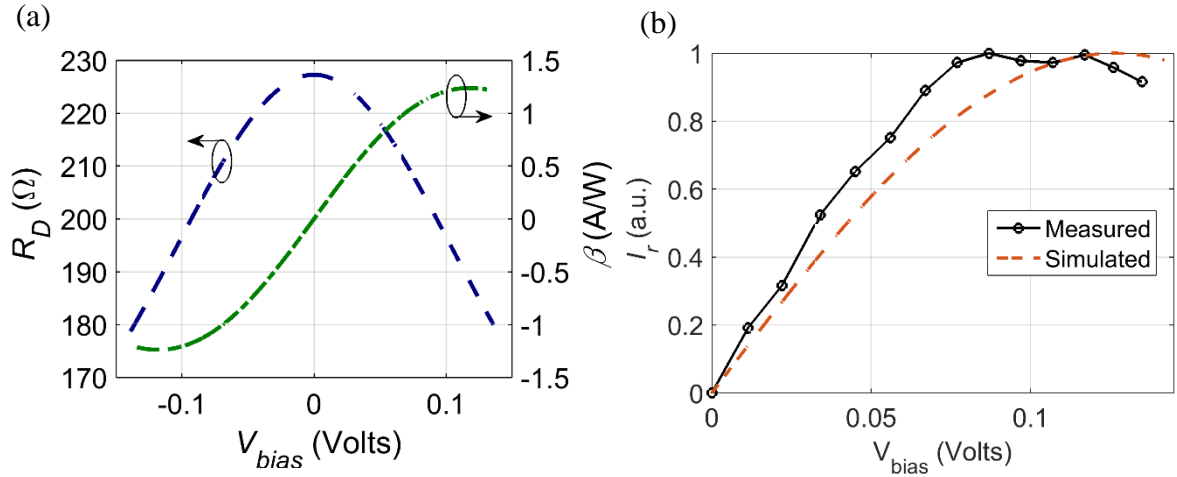 (a)
230
220
210
200
190
180
170
R_D (Ω)
-0.1
0
0.1
V_bias (Volts)
1.5
1
0.5
0
-0.5
-1
-1.5
β (A/W)
(b)
1
0.8
0.6
0.4
0.2
0
I_r (a.u.)
0
0.05
0.1
V_bias (Volts)
Measured
Simulated